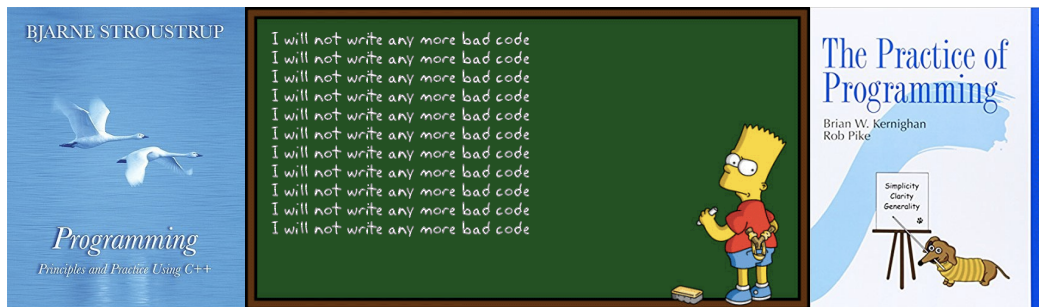 BJARNE STROUSTRUP
Programming
Principles and Practice Using C++
I will not write any more bad code
I will not write any more bad code
I will not write any more bad code
I will not write any more bad code
I will not write any more bad code
I will not write any more bad code
I will not write any more bad code
I will not write any more bad code
I will not write any more bad code
I will not write any more bad code
I will not write any more bad code
The Practice of
Programming
Brian W. Kernighan
Rob Pike
Simplicity
Clarity
Generality